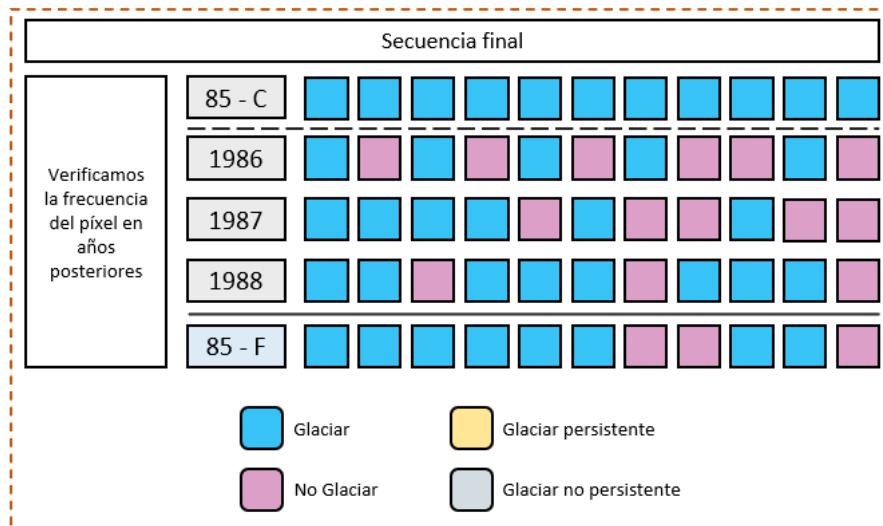 Secuencia final
85 - C
1986
Verificamos
la frecuencia
del píxel en
años
posteriores
1987
1988
85 - F
Glaciar
Glaciar persistente
No Glaciar
Glaciar no persistente